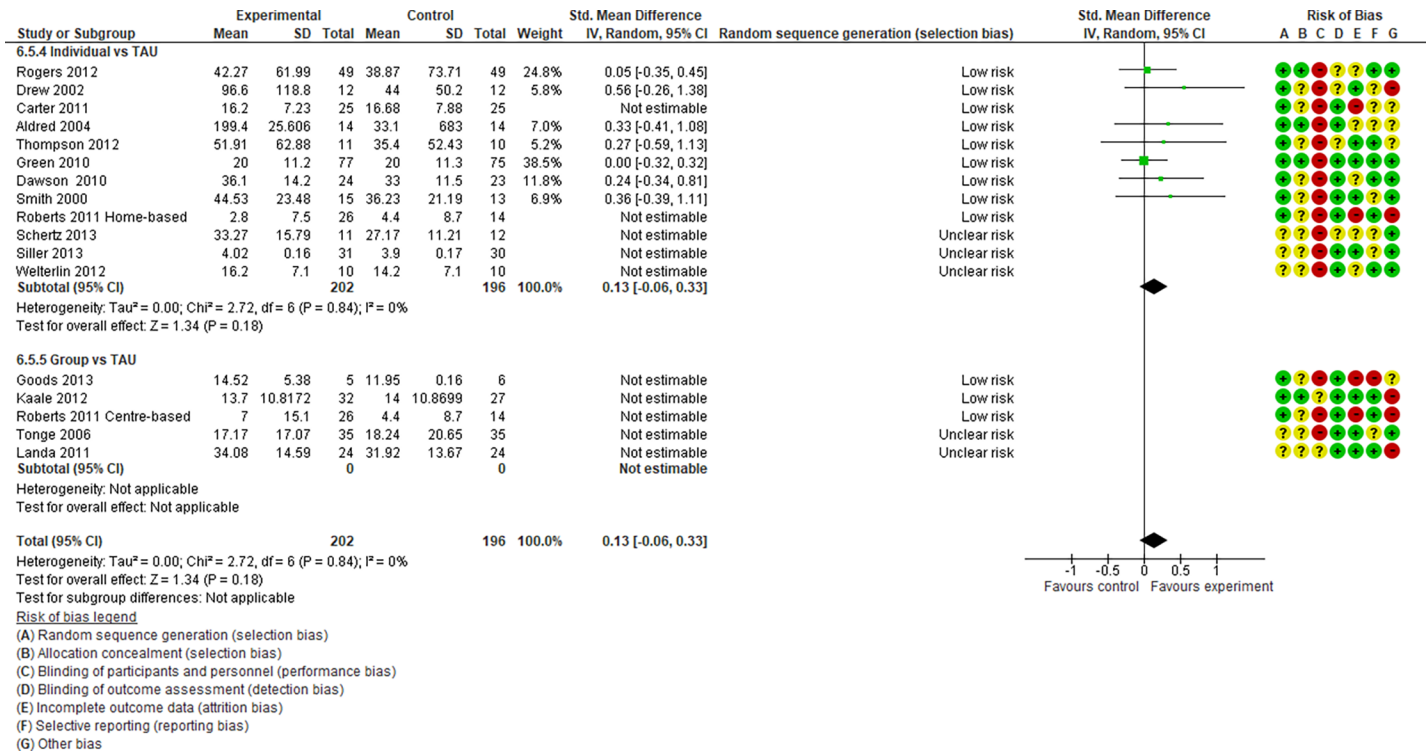 Experimental Control Std. Mean Difference Std. Mean Difference Risk of Bias
Study or Subgroup Mean SD Total Mean SD Total Weight IV, Random, 95% CI Random sequence generation (selection bias) IV, Random, 95% CI A B C D E F G
6.5.4 Individual vs TAU
Rogers 2012 42.27 61.99 49 38.87 73.71 49 24.8% 0.05 [-0.35, 0.45] Low risk + + - ? ? + +
Drew 2002 96.6 118.8 12 44 50.2 12 5.8% 0.56 [-0.26, 1.38] Low risk + ? - ? + ? -
Carter 2011 16.2 7.23 25 16.68 7.88 25 Not estimable Low risk + ? - + - + +
Aldred 2004 199.4 25.606 14 33.1 683 14 7.0% 0.33 [-0.41, 1.08] Low risk + + - + ? ? ?
Thompson 2012 51.91 62.88 11 35.4 52.43 10 5.2% 0.27 [-0.59, 1.13] Low risk + ? - ? + ? +
Green 2010 20 11.2 77 20 11.3 75 38.5% 0.00 [-0.32, 0.32] Low risk + + - + + + +
Dawson 2010 36.1 14.2 24 33 11.5 23 11.8% 0.24 [-0.34, 0.81] Low risk + ? - + ? + +
Smith 2000 44.53 23.48 15 36.23 21.19 13 6.9% 0.36 [-0.39, 1.11] Low risk + ? - + + ? +
Roberts 2011 Home-based 2.8 7.5 26 4.4 8.7 14 Not estimable Low risk + ? - + - + -
Schertz 2013 33.27 15.79 11 27.17 11.21 12 Not estimable Unclear risk ? ? - ? ? ? +
Siller 2013 4.02 0.16 31 3.9 0.17 30 Not estimable Unclear risk ? ? - + + ? +
Welterlin 2012 16.2 7.1 10 14.2 7.1 10 Not estimable Unclear risk ? ? - + ? + +
Subtotal (95% CI) 202 196 100.0% 0.13 [-0.06, 0.33]
Heterogeneity: Tau² = 0.00; Chi² = 2.72, df = 6 (P = 0.84); I² = 0%
Test for overall effect: Z = 1.34 (P = 0.18)
6.5.5 Group vs TAU
Goods 2013 14.52 5.38 5 11.95 0.16 6 Not estimable Low risk + ? - + - - ?
Kaale 2012 13.7 10.8172 32 14 10.8699 27 Not estimable Low risk + + ? + + + -
Roberts 2011 Centre-based 7 15.1 26 4.4 8.7 14 Not estimable Low risk + ? - + - + -
Tonge 2006 17.17 17.07 35 18.24 20.65 35 Not estimable Unclear risk ? ? - + + ? +
Landa 2011 34.08 14.59 24 31.92 13.67 24 Not estimable Unclear risk ? ? ? + + + -
Subtotal (95% CI) 0 0 Not estimable
Heterogeneity: Not applicable
Test for overall effect: Not applicable
Total (95% CI) 202 196 100.0% 0.13 [-0.06, 0.33]
Heterogeneity: Tau² = 0.00; Chi² = 2.72, df = 6 (P = 0.84); I² = 0%
Test for overall effect: Z = 1.34 (P = 0.18)
Test for subgroup differences: Not applicable
-1 -0.5 0 0.5 1
Favours control Favours experiment
Risk of bias legend
(A) Random sequence generation (selection bias)
(B) Allocation concealment (selection bias)
(C) Blinding of participants and personnel (performance bias)
(D) Blinding of outcome assessment (detection bias)
(E) Incomplete outcome data (attrition bias)
(F) Selective reporting (reporting bias)
(G) Other bias